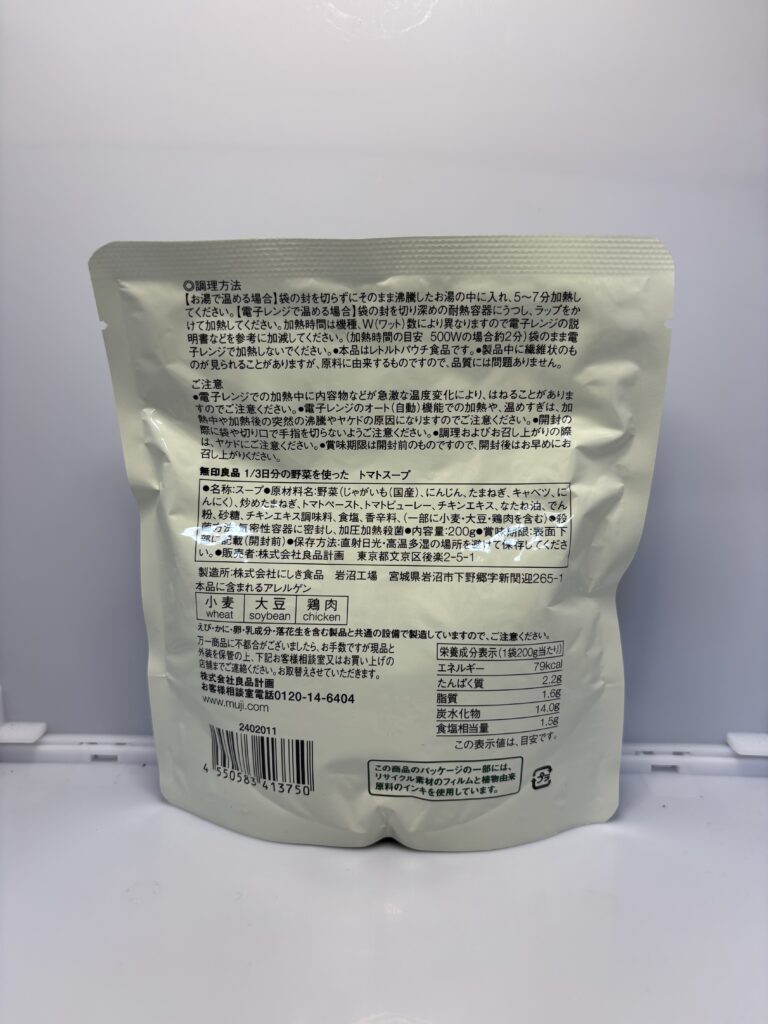 ◎調理方法
【お湯で温める場合】袋の封を切らずにそのまま沸騰したお湯の中に入れ、5〜7分加熱し
てください。【電子レンジで温める場合】袋の封を切り深めの耐熱容器にうつし、ラップをか
けて加熱してください。加熱時間は機種、W(ワット)数により異なりますので電子レンジの説
明書などを参考に加減してください。(加熱時間の目安 500Wの場合約2分)袋のまま電
子レンジで加熱しないでください。●本品はレトルトパウチ食品です。●製品中に繊維状のも
のが見られることがありますが、原料に由来するものですので、品質には問題ありません。
ご注意
●電子レンジでの加熱中に内容物などが急激な温度変化により、はねることがありま
すのでご注意ください。●電子レンジのオート(自動)機能での加熱や、温めすぎは、加
熱中や加熱後の突然の沸騰やヤケドの原因になりますのでご注意ください。●開封の
際に袋や切り口で手指を切らないようご注意ください。●調理およびお召し上がりの際
は、ヤケドにご注意ください。●賞味期限は開封前のものですので、開封後はお早めにお
召し上がりください。
無印良品 1/3日分の野菜を使った トマトスープ
●名称:スープ●原材料名:野菜(じゃがいも(国産)、にんじん、たまねぎ、キャベツ、に
んにく)、炒めたまねぎ、トマトペースト、トマトピューレー、チキンエキス、なたね油、でん
粉、砂糖、チキンエキス調味料、食塩、香辛料、(一部に小麦・大豆・鶏肉を含む)●殺
菌方法:気密性容器に密封し、加圧加熱殺菌●内容量:200g●賞味期限:表面下
部に記載(開封前)●保存方法:直射日光・高温多湿の場所を避けて保存してくださ
い。●販売者:株式会社良品計画 東京都文京区後楽2-5-1
製造所:株式会社にしき食品 岩沼工場 宮城県岩沼市下野郷字新関迎265-1
本品に含まれるアレルゲン
小麦 大豆 鶏肉
wheat soybean chicken
えび・かに・卵・乳成分・落花生を含む製品と共通の設備で製造していますので、ご注意ください。
万一商品に不都合がございましたら、お手数ですが現品と
外装を保管の上、下記お客様相談室又はお買い上げの
店舗までご連絡ください。お取替えさせていただきます。
株式会社良品計画
お客様相談室電話0120-14-6404
www.muji.com
栄養成分表示(1袋200g当たり)
エネルギー 79kcal
たんぱく質 2.2g
脂質 1.6g
炭水化物 14.0g
食塩相当量 1.5g
この表示値は、目安です。
2402011
4 550583 413750
この商品のパッケージの一部には、
リサイクル素材のフィルムと植物由来
原料のインキを使用しています。
プラ